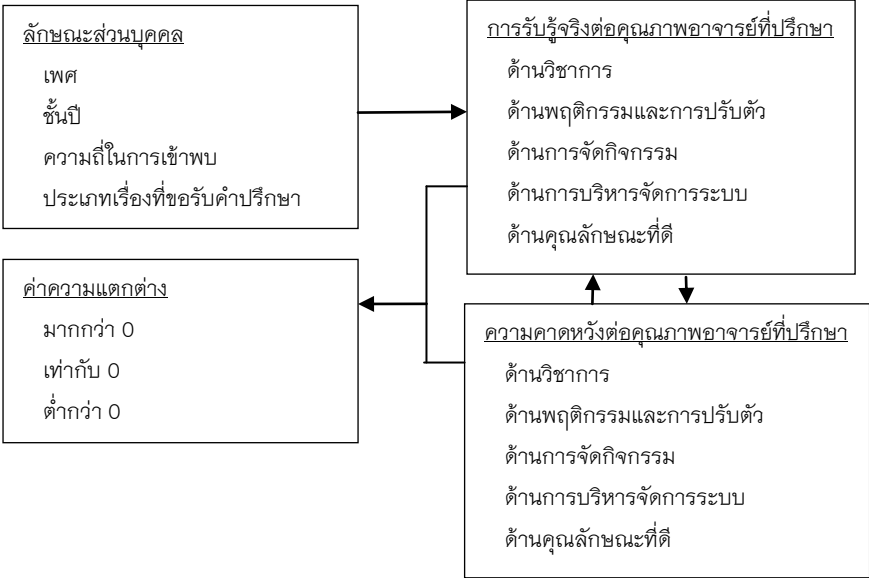 ลักษณะส่วนบุคคล
เพศ
ชั้นปี
ความถี่ในการเข้าพบ
ประเภทเรื่องที่ขอรับคำปรึกษา
การรับรู้จริงต่อคุณภาพอาจารย์ที่ปรึกษา
ด้านวิชาการ
ด้านพฤติกรรมและการปรับตัว
ด้านการจัดกิจกรรม
ด้านการบริหารจัดการระบบ
ด้านคุณลักษณะที่ดี
ค่าความแตกต่าง
มากกว่า 0
เท่ากับ 0
ต่ำกว่า 0
ความคาดหวังต่อคุณภาพอาจารย์ที่ปรึกษา
ด้านวิชาการ
ด้านพฤติกรรมและการปรับตัว
ด้านการจัดกิจกรรม
ด้านการบริหารจัดการระบบ
ด้านคุณลักษณะที่ดี